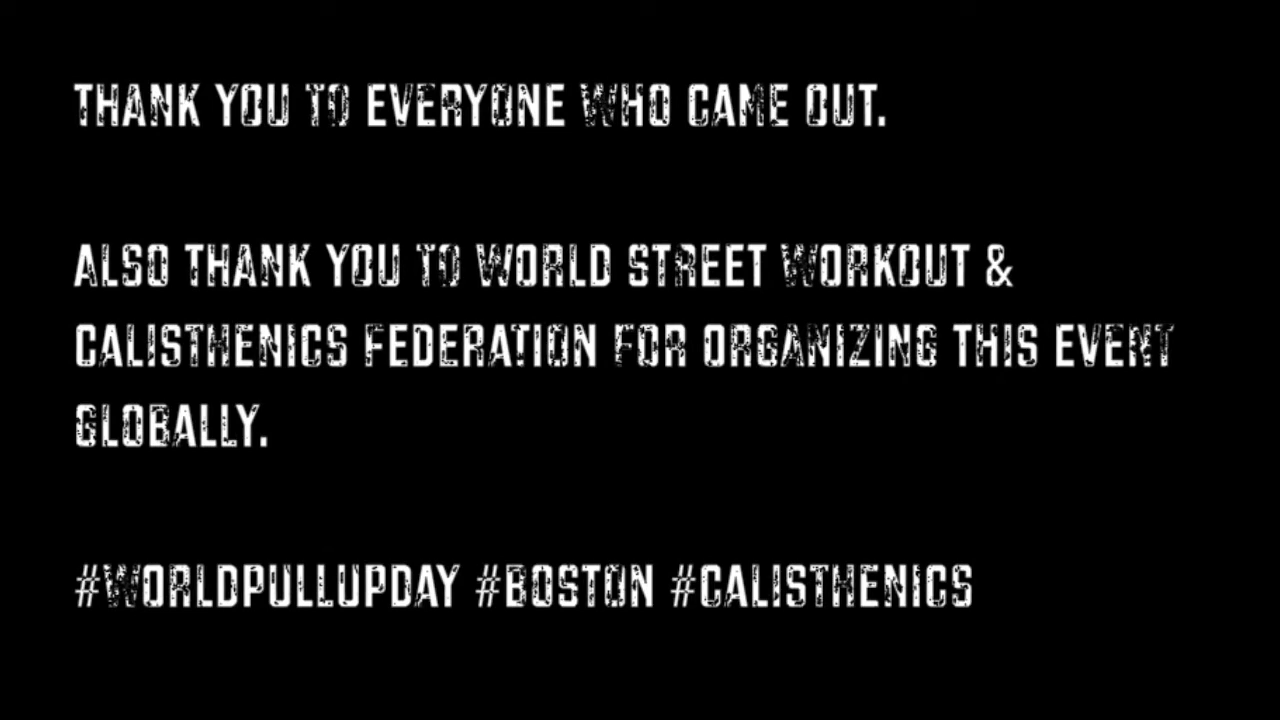 THANK YOU TO EVERYONE WHO CAME OUT.
ALSO THANK YOU TO WORLD STREET WORKOUT &
CALISTHENICS FEDERATION FOR ORGANIZING THIS EVENT
GLOBALLY.
#WORLDPULLUPDAY #BOSTON #CALISTHENICS